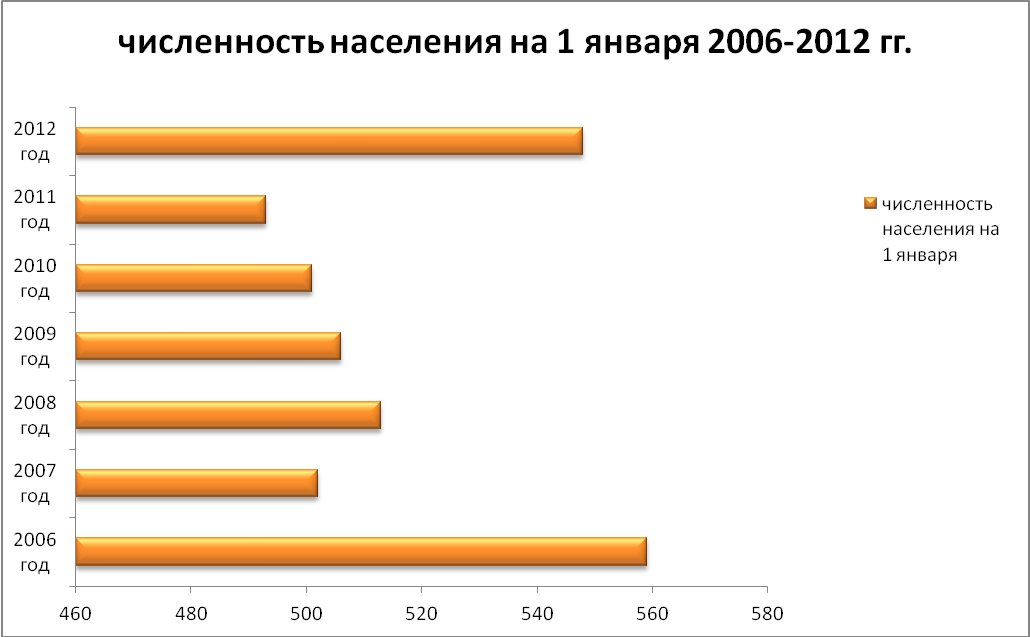 численность населения на 1 января 2006-2012 гг.
2012
год
2011
год
2010
год
2009
год
2008
год
2007
год
2006
год
460 480 500 520 540 560 580
численность
населения на
1 января